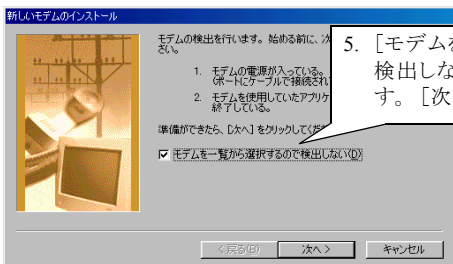 新しいモデムのインストール
モデムの検出を行います。始める前に、次
さい。
1. モデムの電源が入っている。
(ポートにケーブルで接続され
2. モデムを使用していたアプリケ
終了している。
準備ができたら、[次へ] をクリックしてくだ
モデムを一覧から選択するので検出しない(D)
< 戻る(B)
次へ >
キャンセル
5. [モデムを
検出しな
す。[次